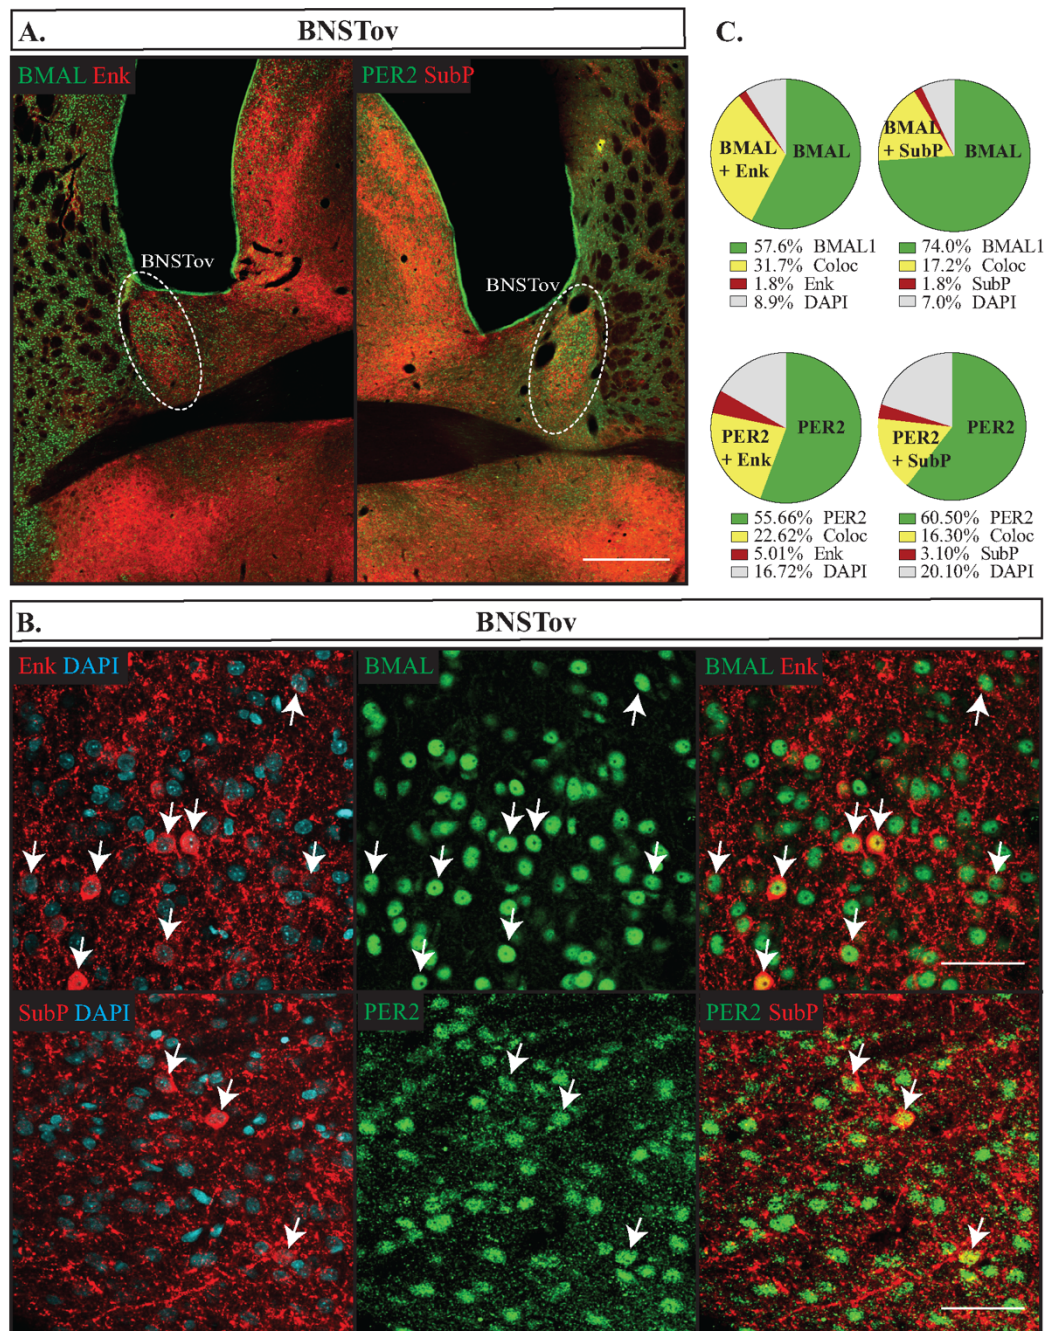 A.
BNSTov
BMAL Enk
PER2 SubP
BNSTov
BNSTov
C.
BMAL + Enk
BMAL
BMAL + SubP
BMAL
57.6% BMAL1
31.7% Coloc
1.8% Enk
8.9% DAPI
74.0% BMAL1
17.2% Coloc
1.8% SubP
7.0% DAPI
PER2 + Enk
PER2
PER2 + SubP
PER2
55.66% PER2
22.62% Coloc
5.01% Enk
16.72% DAPI
60.50% PER2
16.30% Coloc
3.10% SubP
20.10% DAPI
B.
BNSTov
Enk DAPI
BMAL
BMAL Enk
SubP DAPI
PER2
PER2 SubP